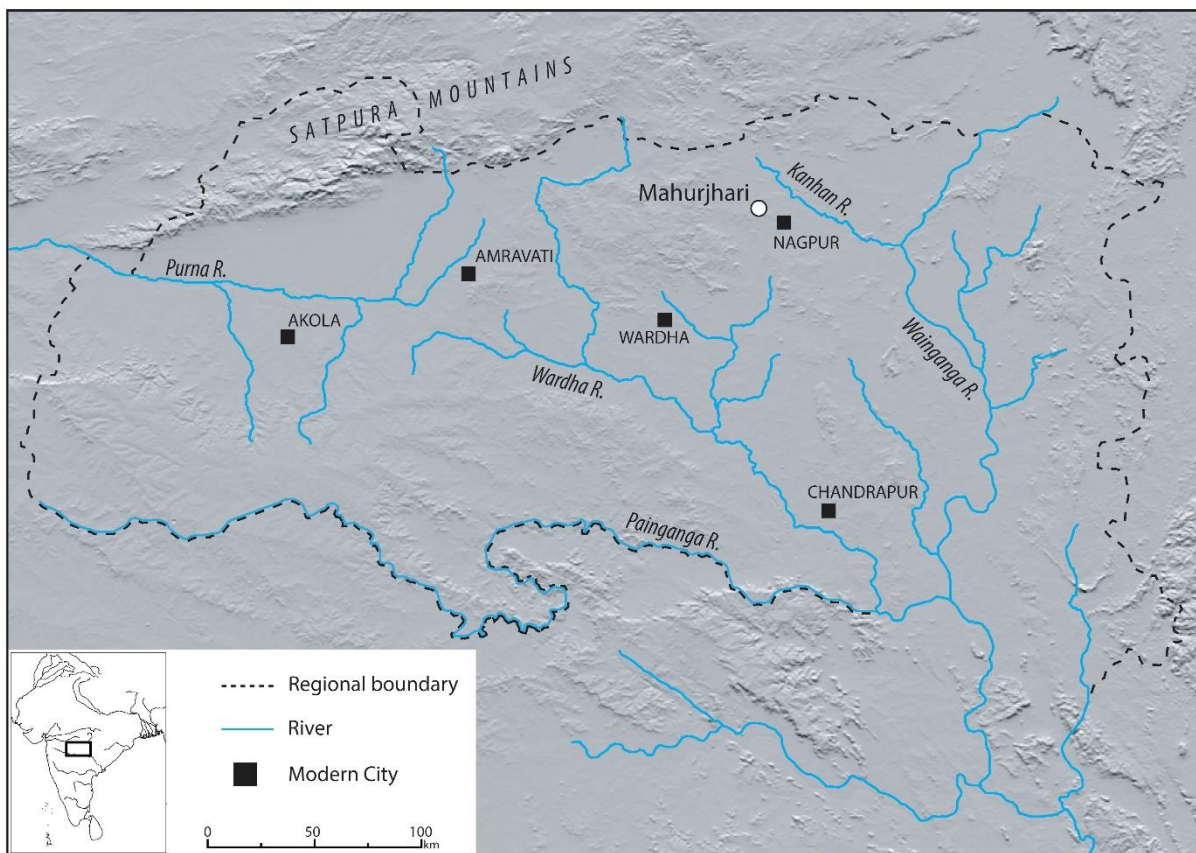 SATPURA MOUNTAINS
Mahurjhari
Kanhan R.
NAGPUR
AMRAVATI
Purna R.
AKOLA
WARDHA
Wardha R.
Wainganga R.
CHANDRAPUR
Painganga R.
Regional boundary
River
Modern City
0 50 100
km